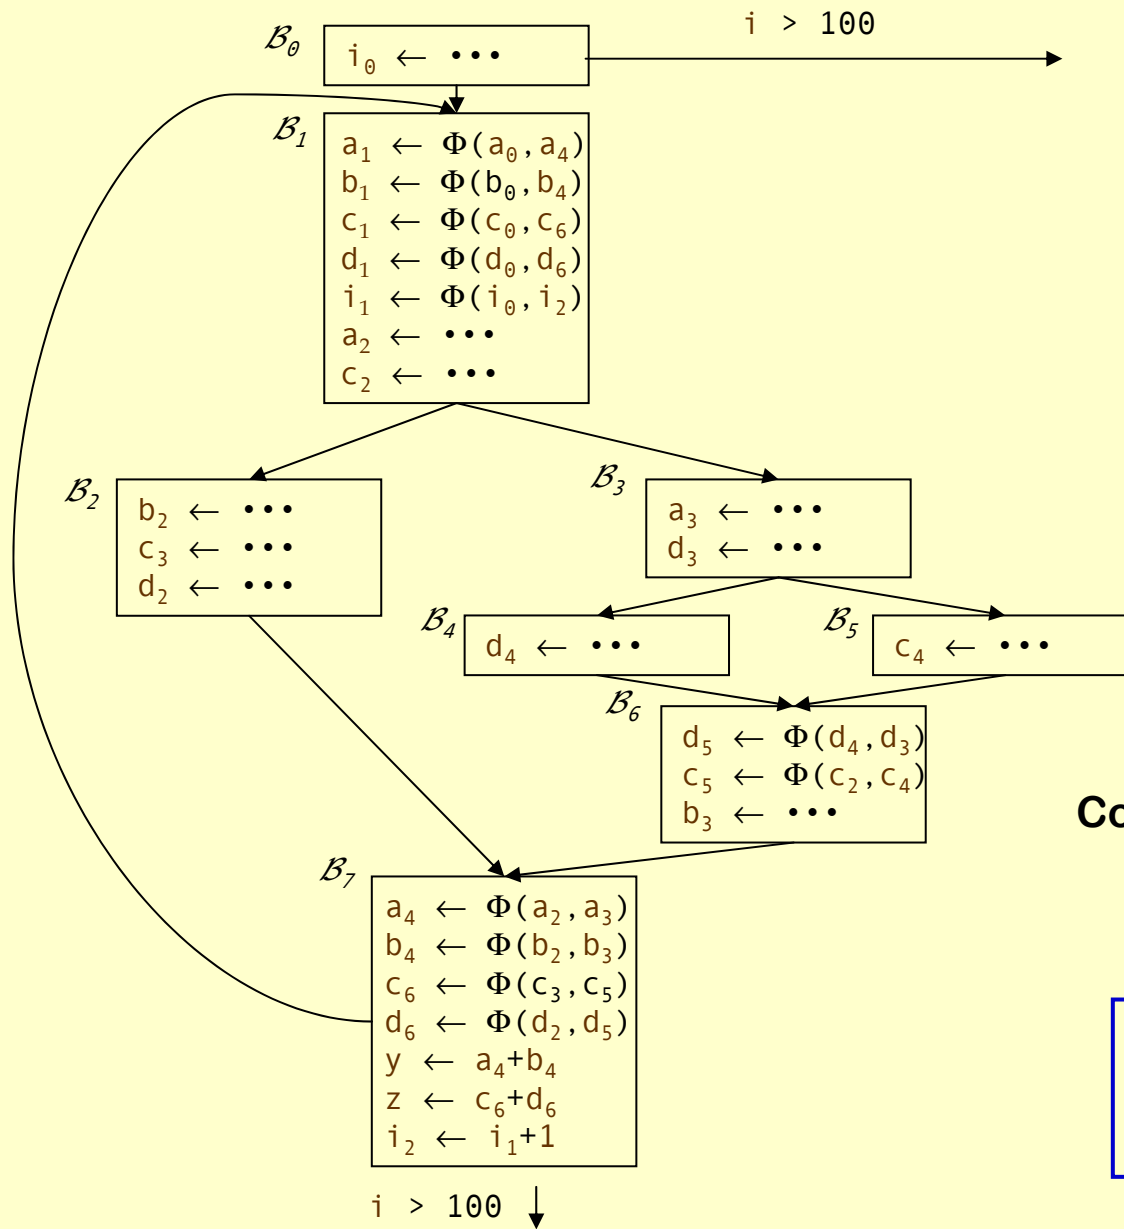 i > 100
ℬ₀
i₀ ← •••
ℬ₁
a₁ ← Φ(a₀,a₄)
b₁ ← Φ(b₀,b₄)
c₁ ← Φ(c₀,c₆)
d₁ ← Φ(d₀,d₆)
i₁ ← Φ(i₀,i₂)
a₂ ← •••
c₂ ← •••
ℬ₂
b₂ ← •••
c₃ ← •••
d₂ ← •••
ℬ₃
a₃ ← •••
d₃ ← •••
ℬ₄
d₄ ← •••
ℬ₅
c₄ ← •••
ℬ₆
d₅ ← Φ(d₄,d₃)
c₅ ← Φ(c₂,c₄)
b₃ ← •••
Co
ℬ₇
a₄ ← Φ(a₂,a₃)
b₄ ← Φ(b₂,b₃)
c₆ ← Φ(c₃,c₅)
d₆ ← Φ(d₂,d₅)
y ← a₄+b₄
z ← c₆+d₆
i₂ ← i₁+1
i > 100